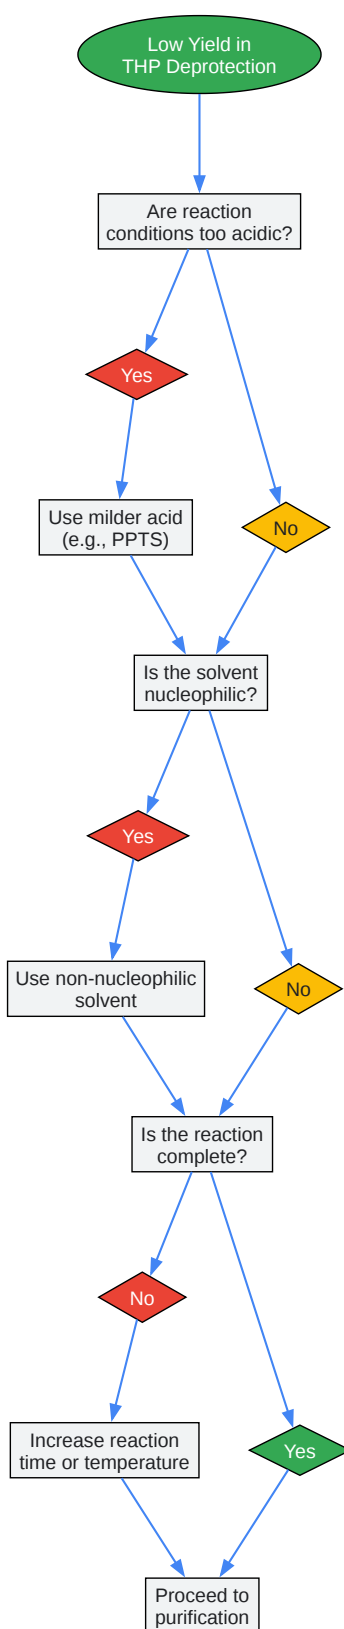 Low Yield in
THP Deprotection
Are reaction
conditions too acidic?
Yes
Use milder acid
(e.g., PPTS)
No
Is the solvent
nucleophilic?
Yes
Use non-nucleophilic
solvent
No
Is the reaction
complete?
No
Increase reaction
time or temperature
Yes
Proceed to
purification